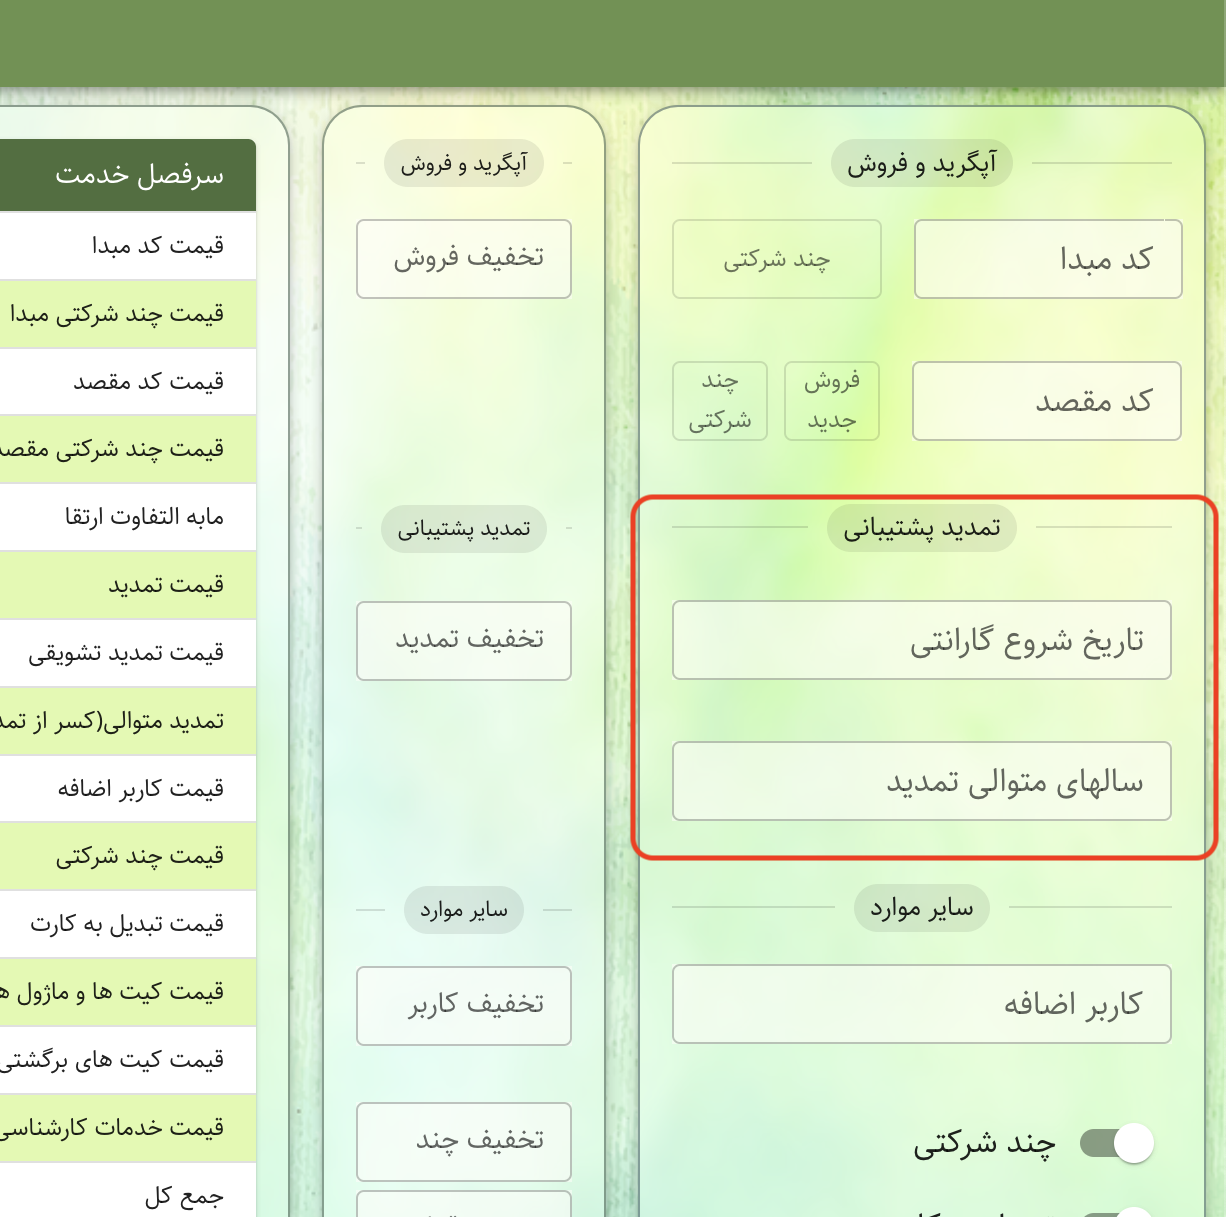 آپگرید و فروش
کد مبدا
چند شرکتی
کد مقصد
فروش جدید
چند شرکتی
تمدید پشتیبانی
تاریخ شروع گارانتی
سالهای متوالی تمدید
سایر موارد
کاربر اضافه
چند شرکتی
آپگرید و فروش
تخفیف فروش
تمدید پشتیبانی
تخفیف تمدید
سایر موارد
تخفیف کاربر
تخفیف چند
سرفصل خدمت
قیمت کد مبدا
قیمت چند شرکتی مبدا
قیمت کد مقصد
قیمت چند شرکتی مقصد
مابه التفاوت ارتقا
قیمت تمدید
قیمت تمدید تشویقی
تمدید متوالی(کسر از
قیمت کاربر اضافه
قیمت چند شرکتی
قیمت تبدیل به کارت
قیمت کیت ها و ماژول
قیمت کیت های برگشتی
قیمت خدمات کارشناسی
جمع کل